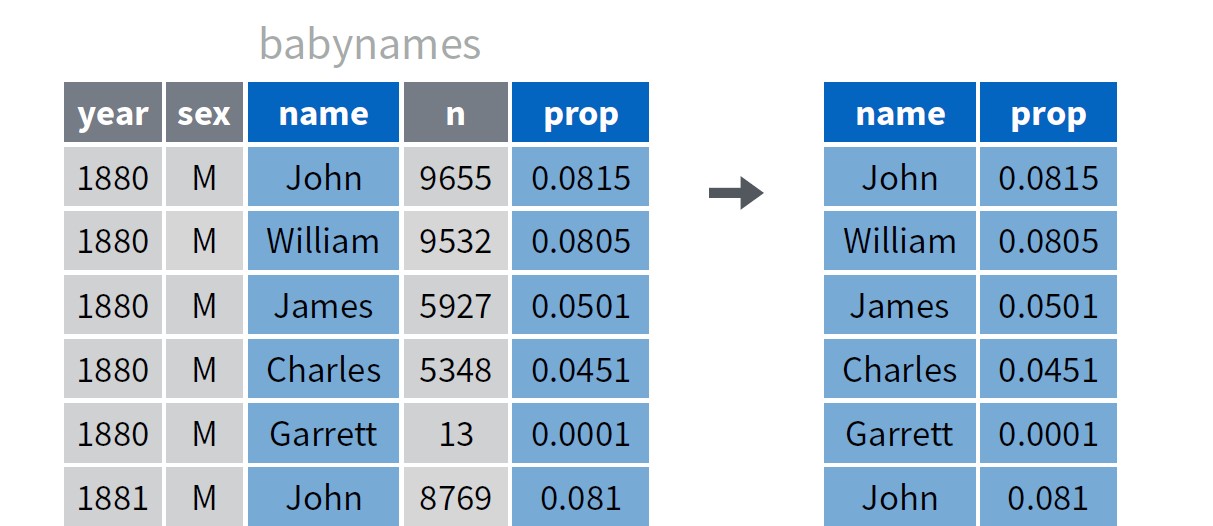 babynames
year sex name n prop name prop
1880 M John 9655 0.0815 John 0.0815
1880 M William 9532 0.0805 William 0.0805
1880 M James 5927 0.0501 James 0.0501
1880 M Charles 5348 0.0451 Charles 0.0451
1880 M Garrett 13 0.0001 Garrett 0.0001
1881 M John 8769 0.081 John 0.081